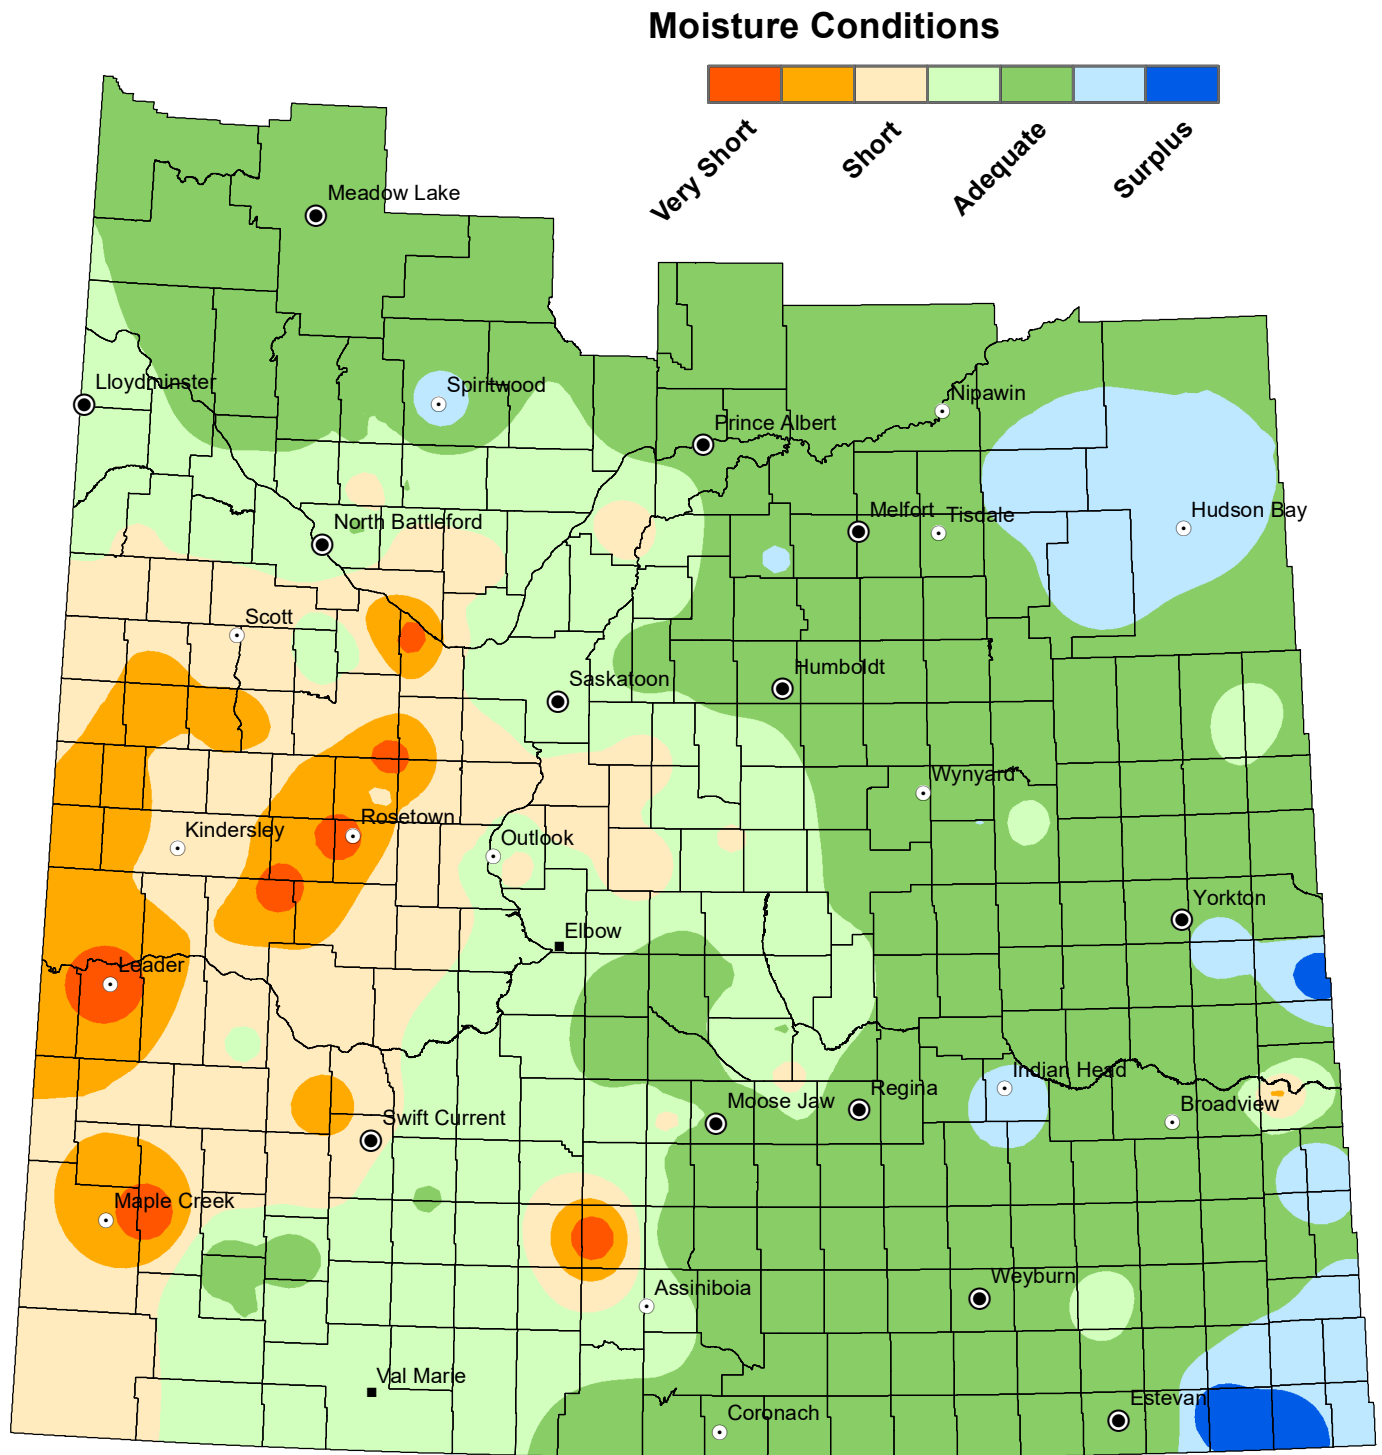 Moisture Conditions
Very Short
Short
Adequate
Surplus
Meadow Lake
Lloydminster
Spiritwood
Nipawin
Prince Albert
Hudson Bay
Melfort
Tisdale
North Battleford
Scott
Humboldt
Saskatoon
Wynyard
Rosetown
Kindersley
Outlook
Yorkton
Elbow
Leader
Indian Head
Regina
Moose Jaw
Broadview
Swift Current
Maple Creek
Weyburn
Assiniboia
Val Marie
Estevan
Coronach